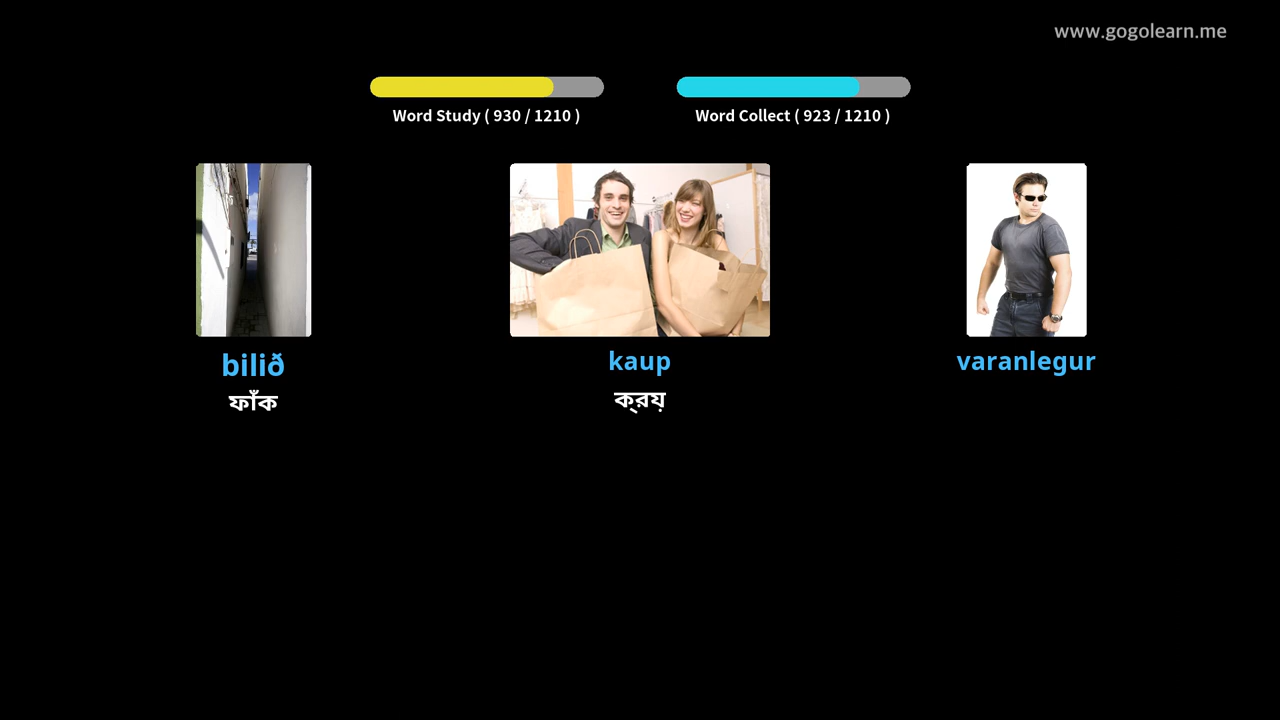 www.gogolearn.me
Word Study ( 930 / 1210 )
Word Collect ( 923 / 1210 )
bilið
kaup
varanlegur
ফাঁক
ক্রয়